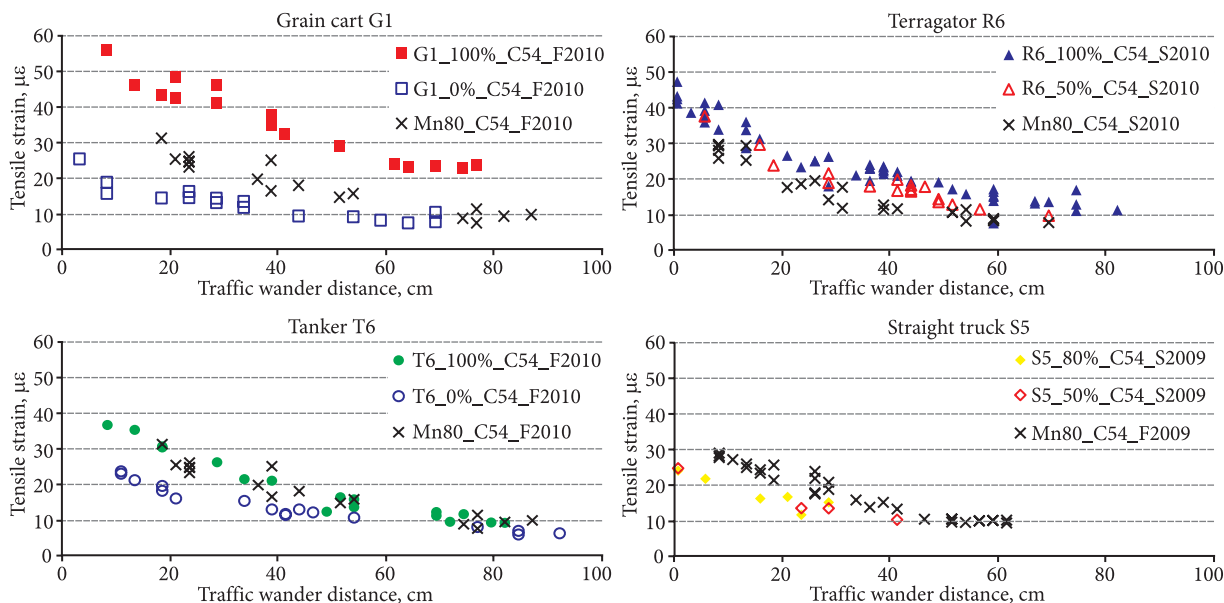 Grain cart G1
60
50
40
30
20
10
0
Tensile strain, με
G1_100%_C54_F2010
G1_0%_C54_F2010
Mn80_C54_F2010
0 20 40 60 80 100
Traffic wander distance, cm
Terragator R6
60
50
40
30
20
10
0
Tensile strain, με
R6_100%_C54_S2010
R6_50%_C54_S2010
Mn80_C54_S2010
0 20 40 60 80 100
Traffic wander distance, cm
Tanker T6
60
50
40
30
20
10
0
Tensile strain, με
T6_100%_C54_F2010
T6_0%_C54_F2010
Mn80_C54_F2010
0 20 40 60 80 100
Traffic wander distance, cm
Straight truck S5
60
50
40
30
20
10
0
Tensile strain, με
S5_80%_C54_S2009
S5_50%_C54_S2009
Mn80_C54_F2009
0 20 40 60 80 100
Traffic wander distance, cm